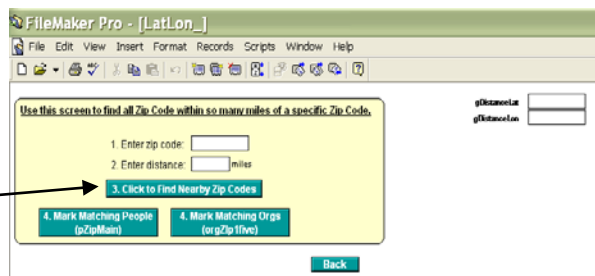 FileMaker Pro - [LatLon_]
File Edit View Insert Format Records Scripts Window Help
Use this screen to find all Zip Code within so many miles of a specific Zip Code.
gDistanceLat
gDistanceLon
1. Enter zip code:
2. Enter distance: miles
3. Click to Find Nearby Zip Codes
4. Mark Matching People
(pZipMain)
4. Mark Matching Orgs
(orgZip1five)
Back